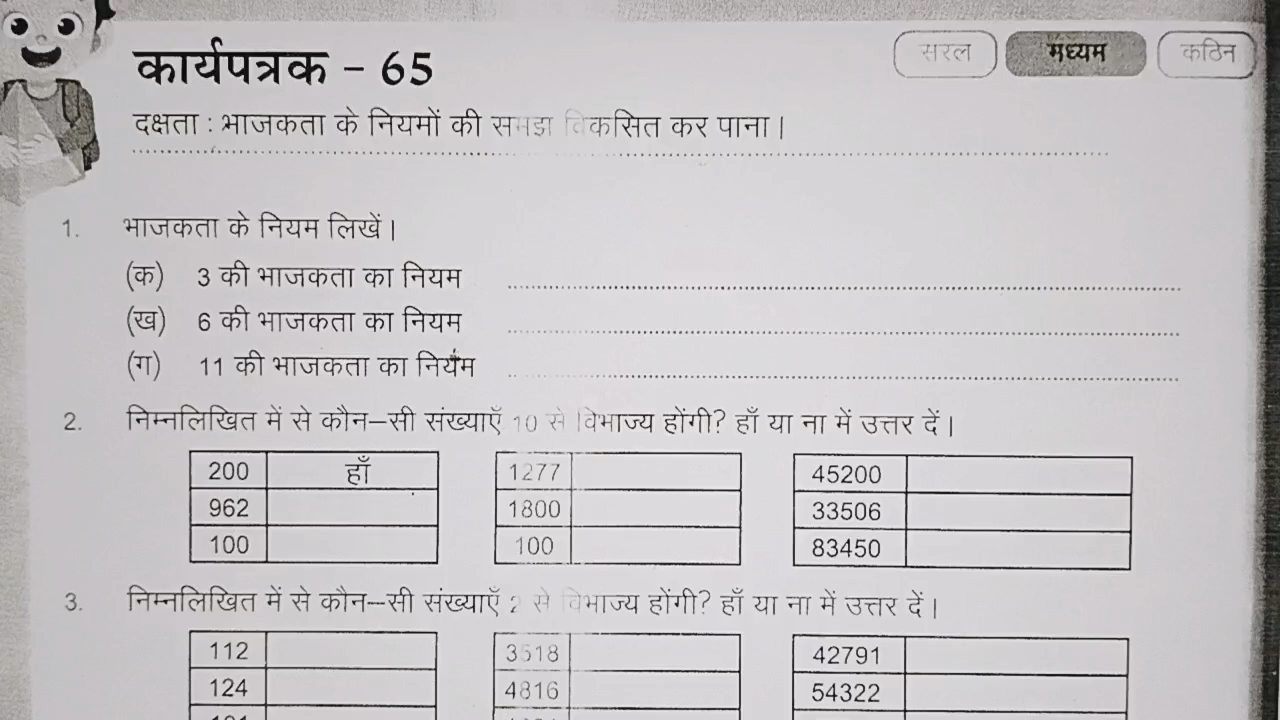 कार्यपत्रक – 65
सरल मध्यम कठिन
दक्षता : भाजकता के नियमों की समझ विकसित कर पाना।
1. भाजकता के नियम लिखें।
(क) 3 की भाजकता का नियम
(ख) 6 की भाजकता का नियम
(ग) 11 की भाजकता का नियम
2. निम्नलिखित में से कौन–सी संख्याएँ 10 से विभाज्य होंगी? हाँ या ना में उत्तर दें।
200 हाँ 1277 45200
962 1800 33506
100 100 83450
3. निम्नलिखित में से कौन–सी संख्याएँ 2 से विभाज्य होंगी? हाँ या ना में उत्तर दें।
112 3518 42791
124 4816 54322